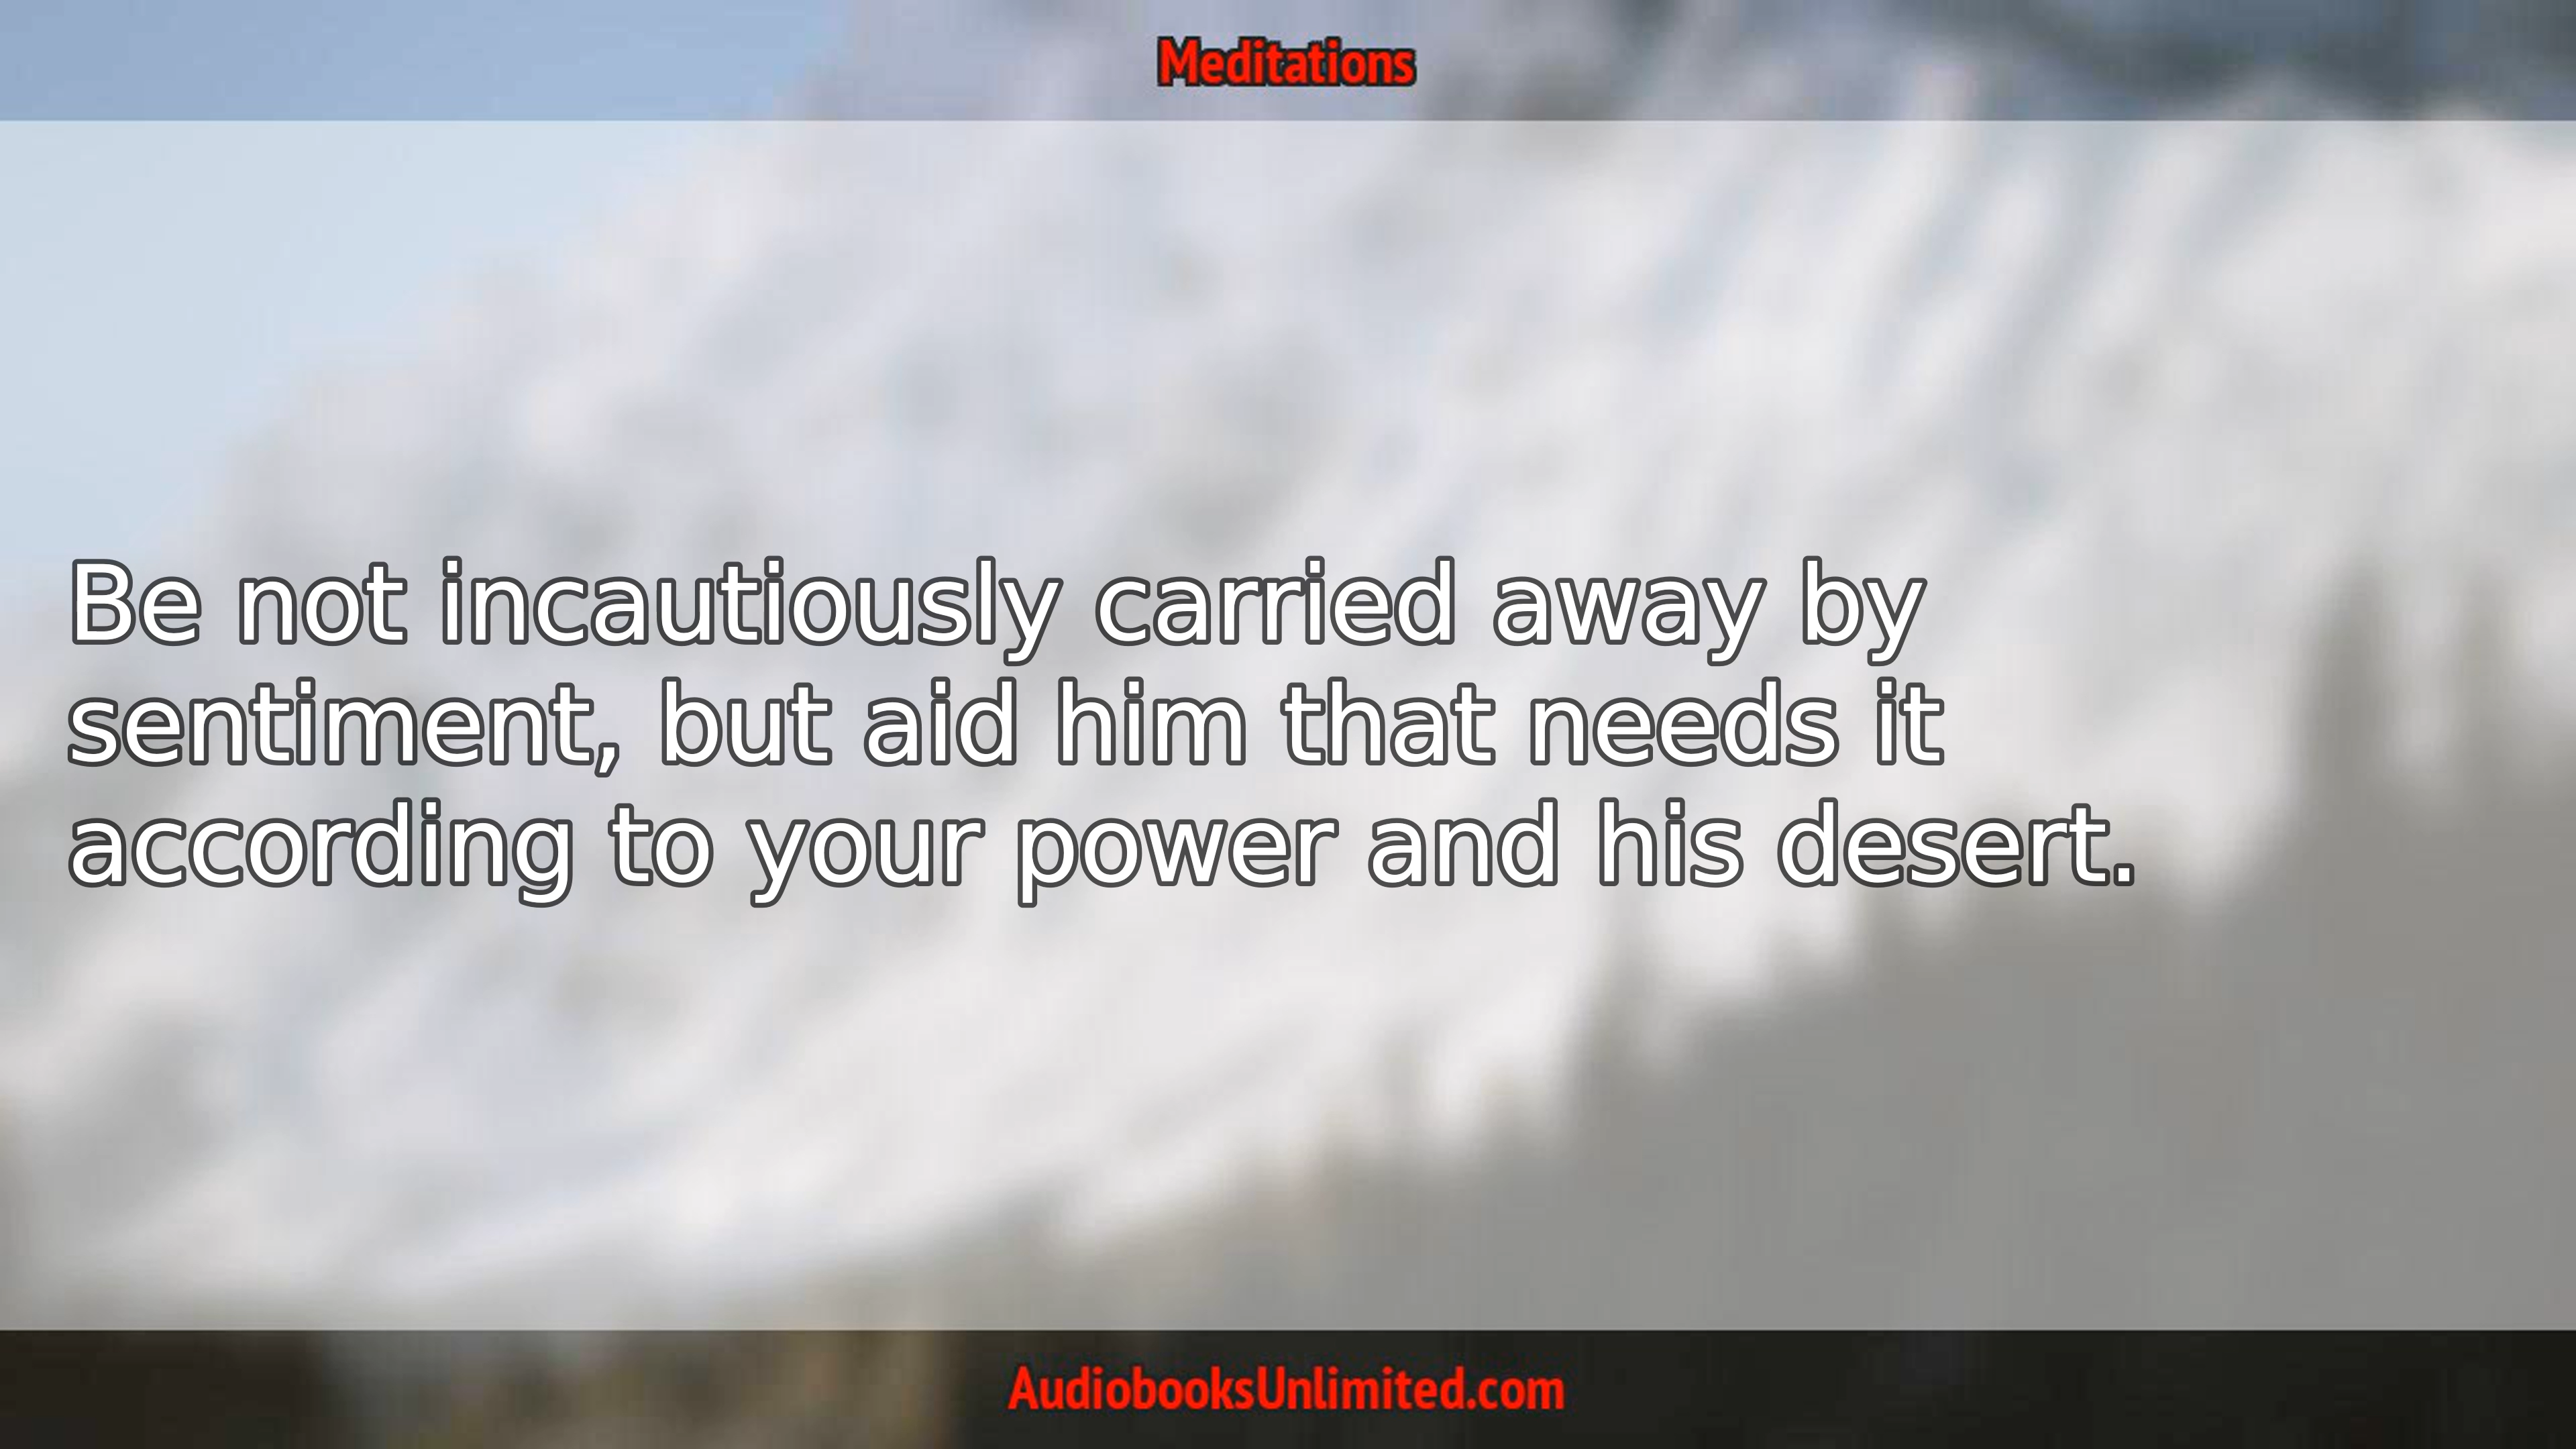 Meditations
Be not incautiously carried away by
sentiment, but aid him that needs it
according to your power and his desert.
AudiobooksUnlimited.com